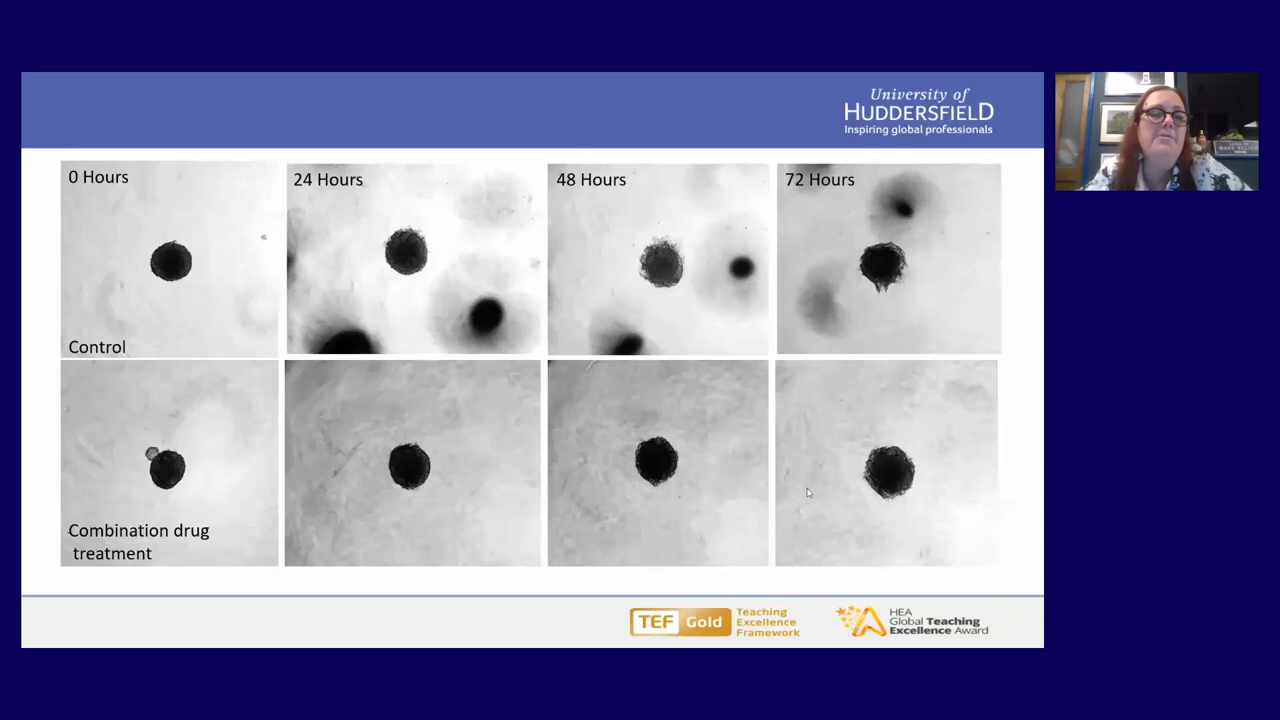 University of
HUDDERSFIELD
Inspiring global professionals
0 Hours
24 Hours
48 Hours
72 Hours
Control
Combination drug
treatment
TEF Gold
Teaching
Excellence
Framework
HEA
Global Teaching
Excellence Award